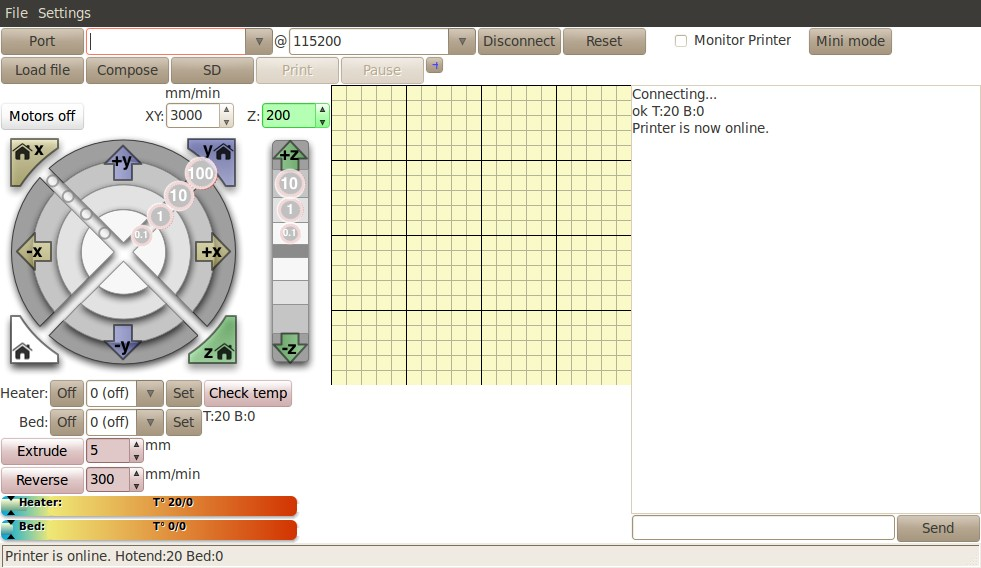 File Settings
Port @ 115200 Disconnect Reset Monitor Printer Mini mode
Load file Compose SD Print Pause
mm/min
Motors off XY: 3000 Z: 200
x +y y 100 10 1 0.1 -x +x -y z
+z 10 1 0.1 -z
Connecting...
ok T:20 B:0
Printer is now online.
Heater: Off 0 (off) Set Check temp
Bed: Off 0 (off) Set T:20 B:0
Extrude 5 mm
Reverse 300 mm/min
Heater: T° 20/0
Bed: T° 0/0
Send
Printer is online. Hotend:20 Bed:0